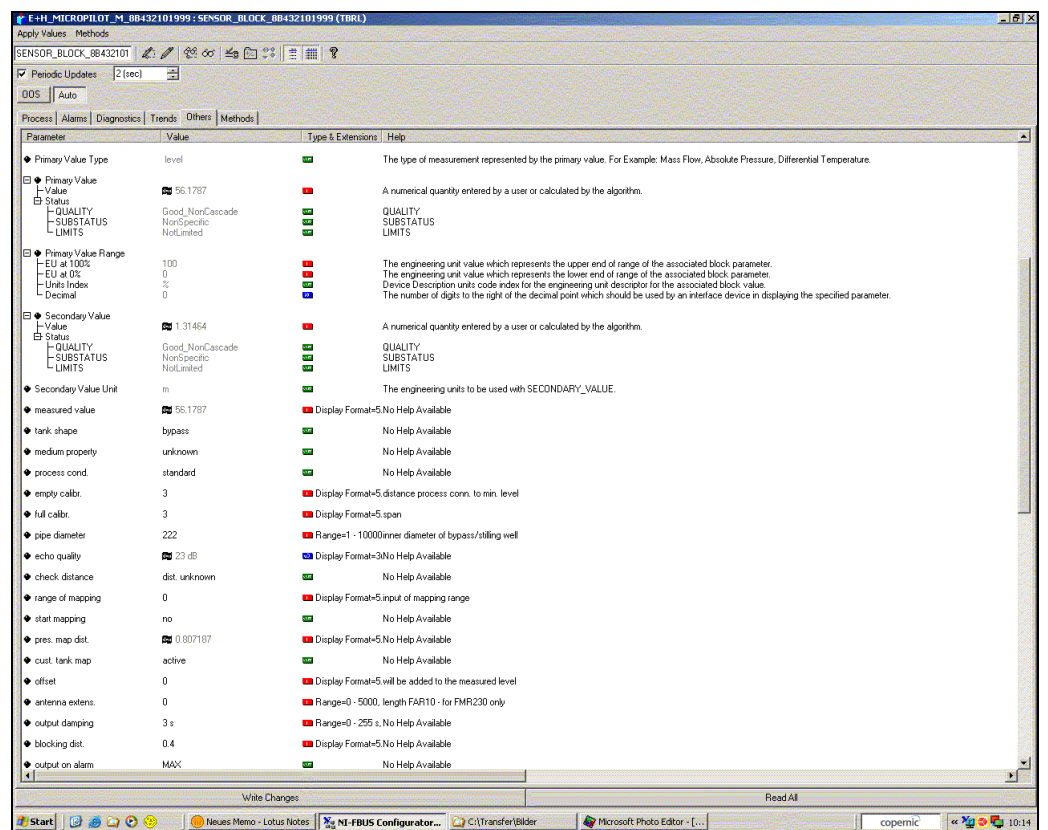 E+H_MICROPILOT_M_8B432101999 : SENSOR_BLOCK_8B432101999 (TBRL)
Apply Values Methods
SENSOR_BLOCK_8B432101
Periodic Updates 2 (sec)
OOS Auto
Process Alarms Diagnostics Trends Others Methods
Parameter Value Type & Extensions Help
Primary Value Type level The type of measurement represented by the primary value. For Example: Mass Flow, Absolute Pressure, Differential Temperature.
Primary Value
Value 56.1787 A numerical quantity entered by a user or calculated by the algorithm.
Status
QUALITY Good_NonCascade QUALITY
SUBSTATUS NonSpecific SUBSTATUS
LIMITS NotLimited LIMITS
Primary Value Range
EU at 100% 100 The engineering unit value which represents the upper end of range of the associated block parameter.
EU at 0% 0 The engineering unit value which represents the lower end of range of the associated block parameter.
Units Index % Device Description units code index for the engineering unit descriptor for the associated block value.
Decimal 0 The number of digits to the right of the decimal point which should be used by an interface device in displaying the specified parameter.
Secondary Value
Value 1.31464 A numerical quantity entered by a user or calculated by the algorithm.
Status
QUALITY Good_NonCascade QUALITY
SUBSTATUS NonSpecific SUBSTATUS
LIMITS NotLimited LIMITS
Secondary Value Unit m The engineering units to be used with SECONDARY_VALUE.
measured value 56.1787 Display Format=5. No Help Available
tank shape bypass No Help Available
medium property unknown No Help Available
process cond. standard No Help Available
empty calibr. 3 Display Format=5. distance process conn. to min. level
full calibr. 3 Display Format=5. span
pipe diameter 222 Range=1 - 10000 inner diameter of bypass/stilling well
echo quality 23 dB Display Format=3( No Help Available
check distance dist. unknown No Help Available
range of mapping 0 Display Format=5. input of mapping range
start mapping no No Help Available
pres. map dist. 0.807187 Display Format=5. No Help Available
cust. tank map active No Help Available
offset 0 Display Format=5. will be added to the measured level
antenna extens. 0 Range=0 - 5000, length FAR10 - for FMR230 only
output damping 3 s Range=0 - 255 s, No Help Available
blocking dist. 0.4 Display Format=5. No Help Available
output on alarm MAX No Help Available
Write Changes Read All
Start Neues Memo - Lotus Notes NI-FBUS Configurator... C:\Transfer\Bilder Microsoft Photo Editor - [... copernic 10:14